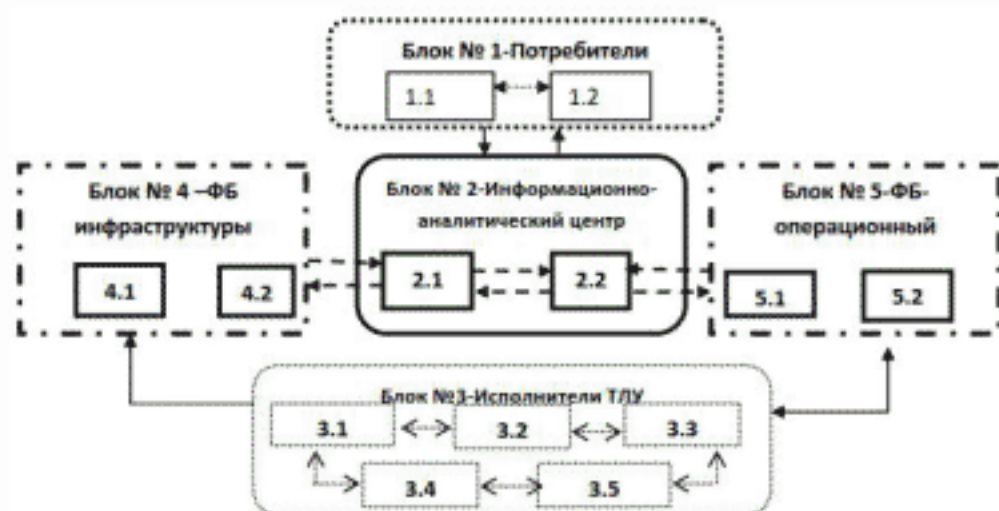 Блок № 1-Потребители
1.1
1.2
Блок № 4 –ФБ
инфраструктуры
4.1
4.2
Блок № 2-Информационно-
аналитический центр
2.1
2.2
Блок № 5-ФБ-
операционный
5.1
5.2
Блок №3-Исполнители ТЛУ
3.1
3.2
3.3
3.4
3.5